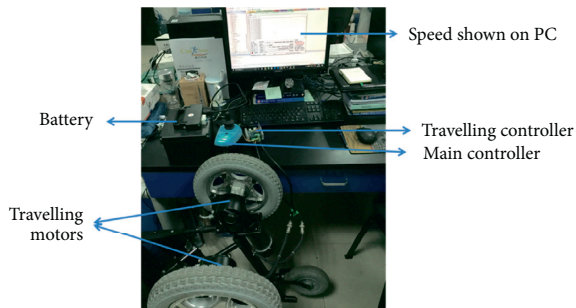 Speed shown on PC
Battery
Travelling controller
Main controller
Travelling
motors